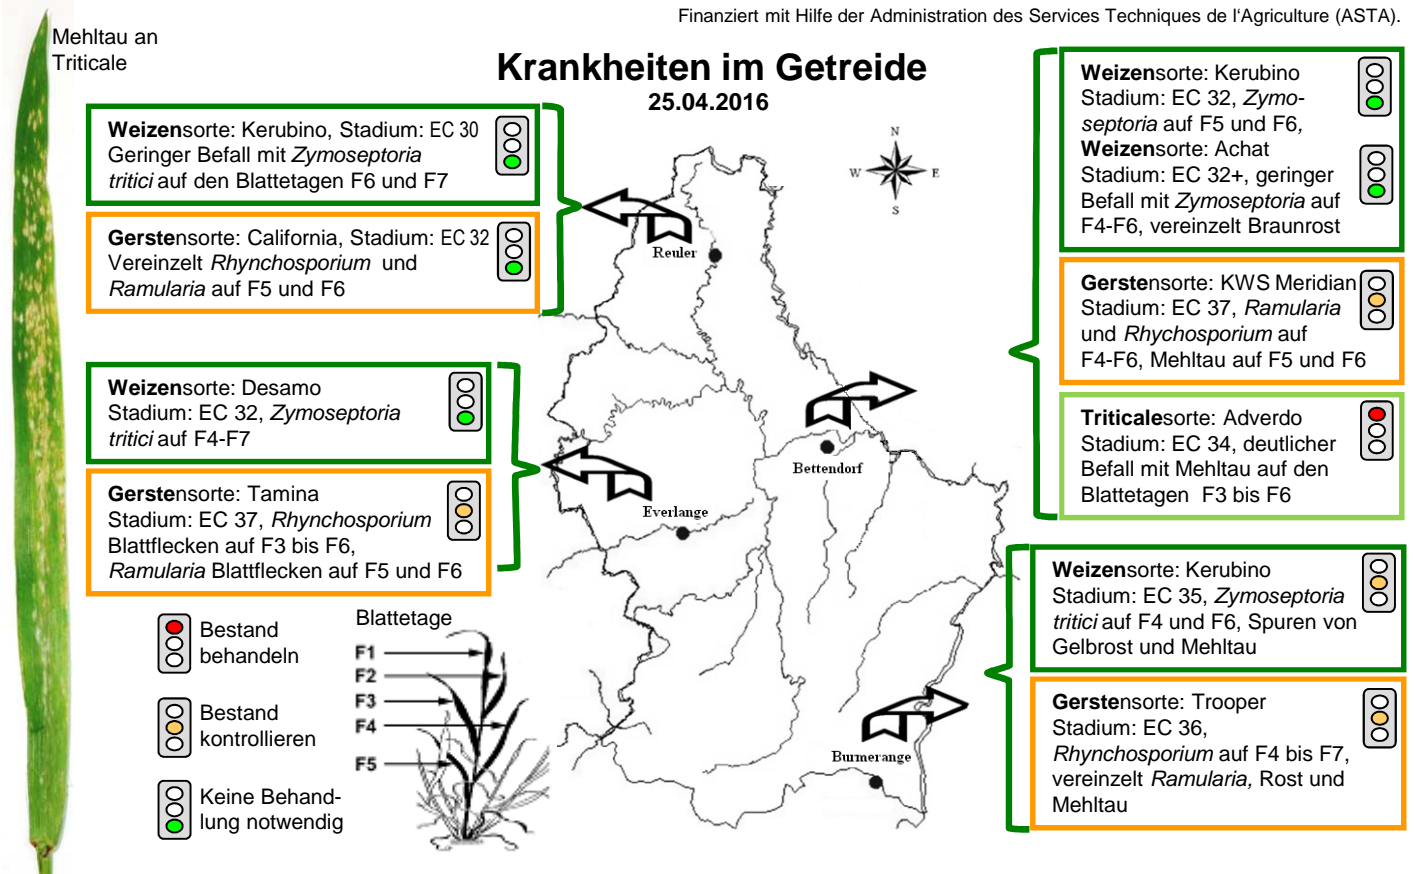 Finanziert mit Hilfe der Administration des Services Techniques de l‘Agriculture (ASTA).
Mehltau an
Triticale
Krankheiten im Getreide
25.04.2016
Weizensorte: Kerubino, Stadium: EC 30
Geringer Befall mit Zymoseptoria
tritici auf den Blattetagen F6 und F7
Gerstensorte: California, Stadium: EC 32
Vereinzelt Rhynchosporium und
Ramularia auf F5 und F6
Weizensorte: Desamo
Stadium: EC 32, Zymoseptoria
tritici auf F4-F7
Gerstensorte: Tamina
Stadium: EC 37, Rhynchosporium
Blattflecken auf F3 bis F6,
Ramularia Blattflecken auf F5 und F6
Bestand
behandeln
Bestand
kontrollieren
Keine Behand-
lung notwendig
Blattetage
F1
F2
F3
F4
F5
N
W
E
S
Reuler
Bettendorf
Everlange
Burmerange
Weizensorte: Kerubino
Stadium: EC 32, Zymo-
septoria auf F5 und F6,
Weizensorte: Achat
Stadium: EC 32+, geringer
Befall mit Zymoseptoria auf
F4-F6, vereinzelt Braunrost
Gerstensorte: KWS Meridian
Stadium: EC 37, Ramularia
und Rhychosporium auf
F4-F6, Mehltau auf F5 und F6
Triticalesorte: Adverdo
Stadium: EC 34, deutlicher
Befall mit Mehltau auf den
Blattetagen F3 bis F6
Weizensorte: Kerubino
Stadium: EC 35, Zymoseptoria
tritici auf F4 und F6, Spuren von
Gelbrost und Mehltau
Gerstensorte: Trooper
Stadium: EC 36,
Rhynchosporium auf F4 bis F7,
vereinzelt Ramularia, Rost und
Mehltau